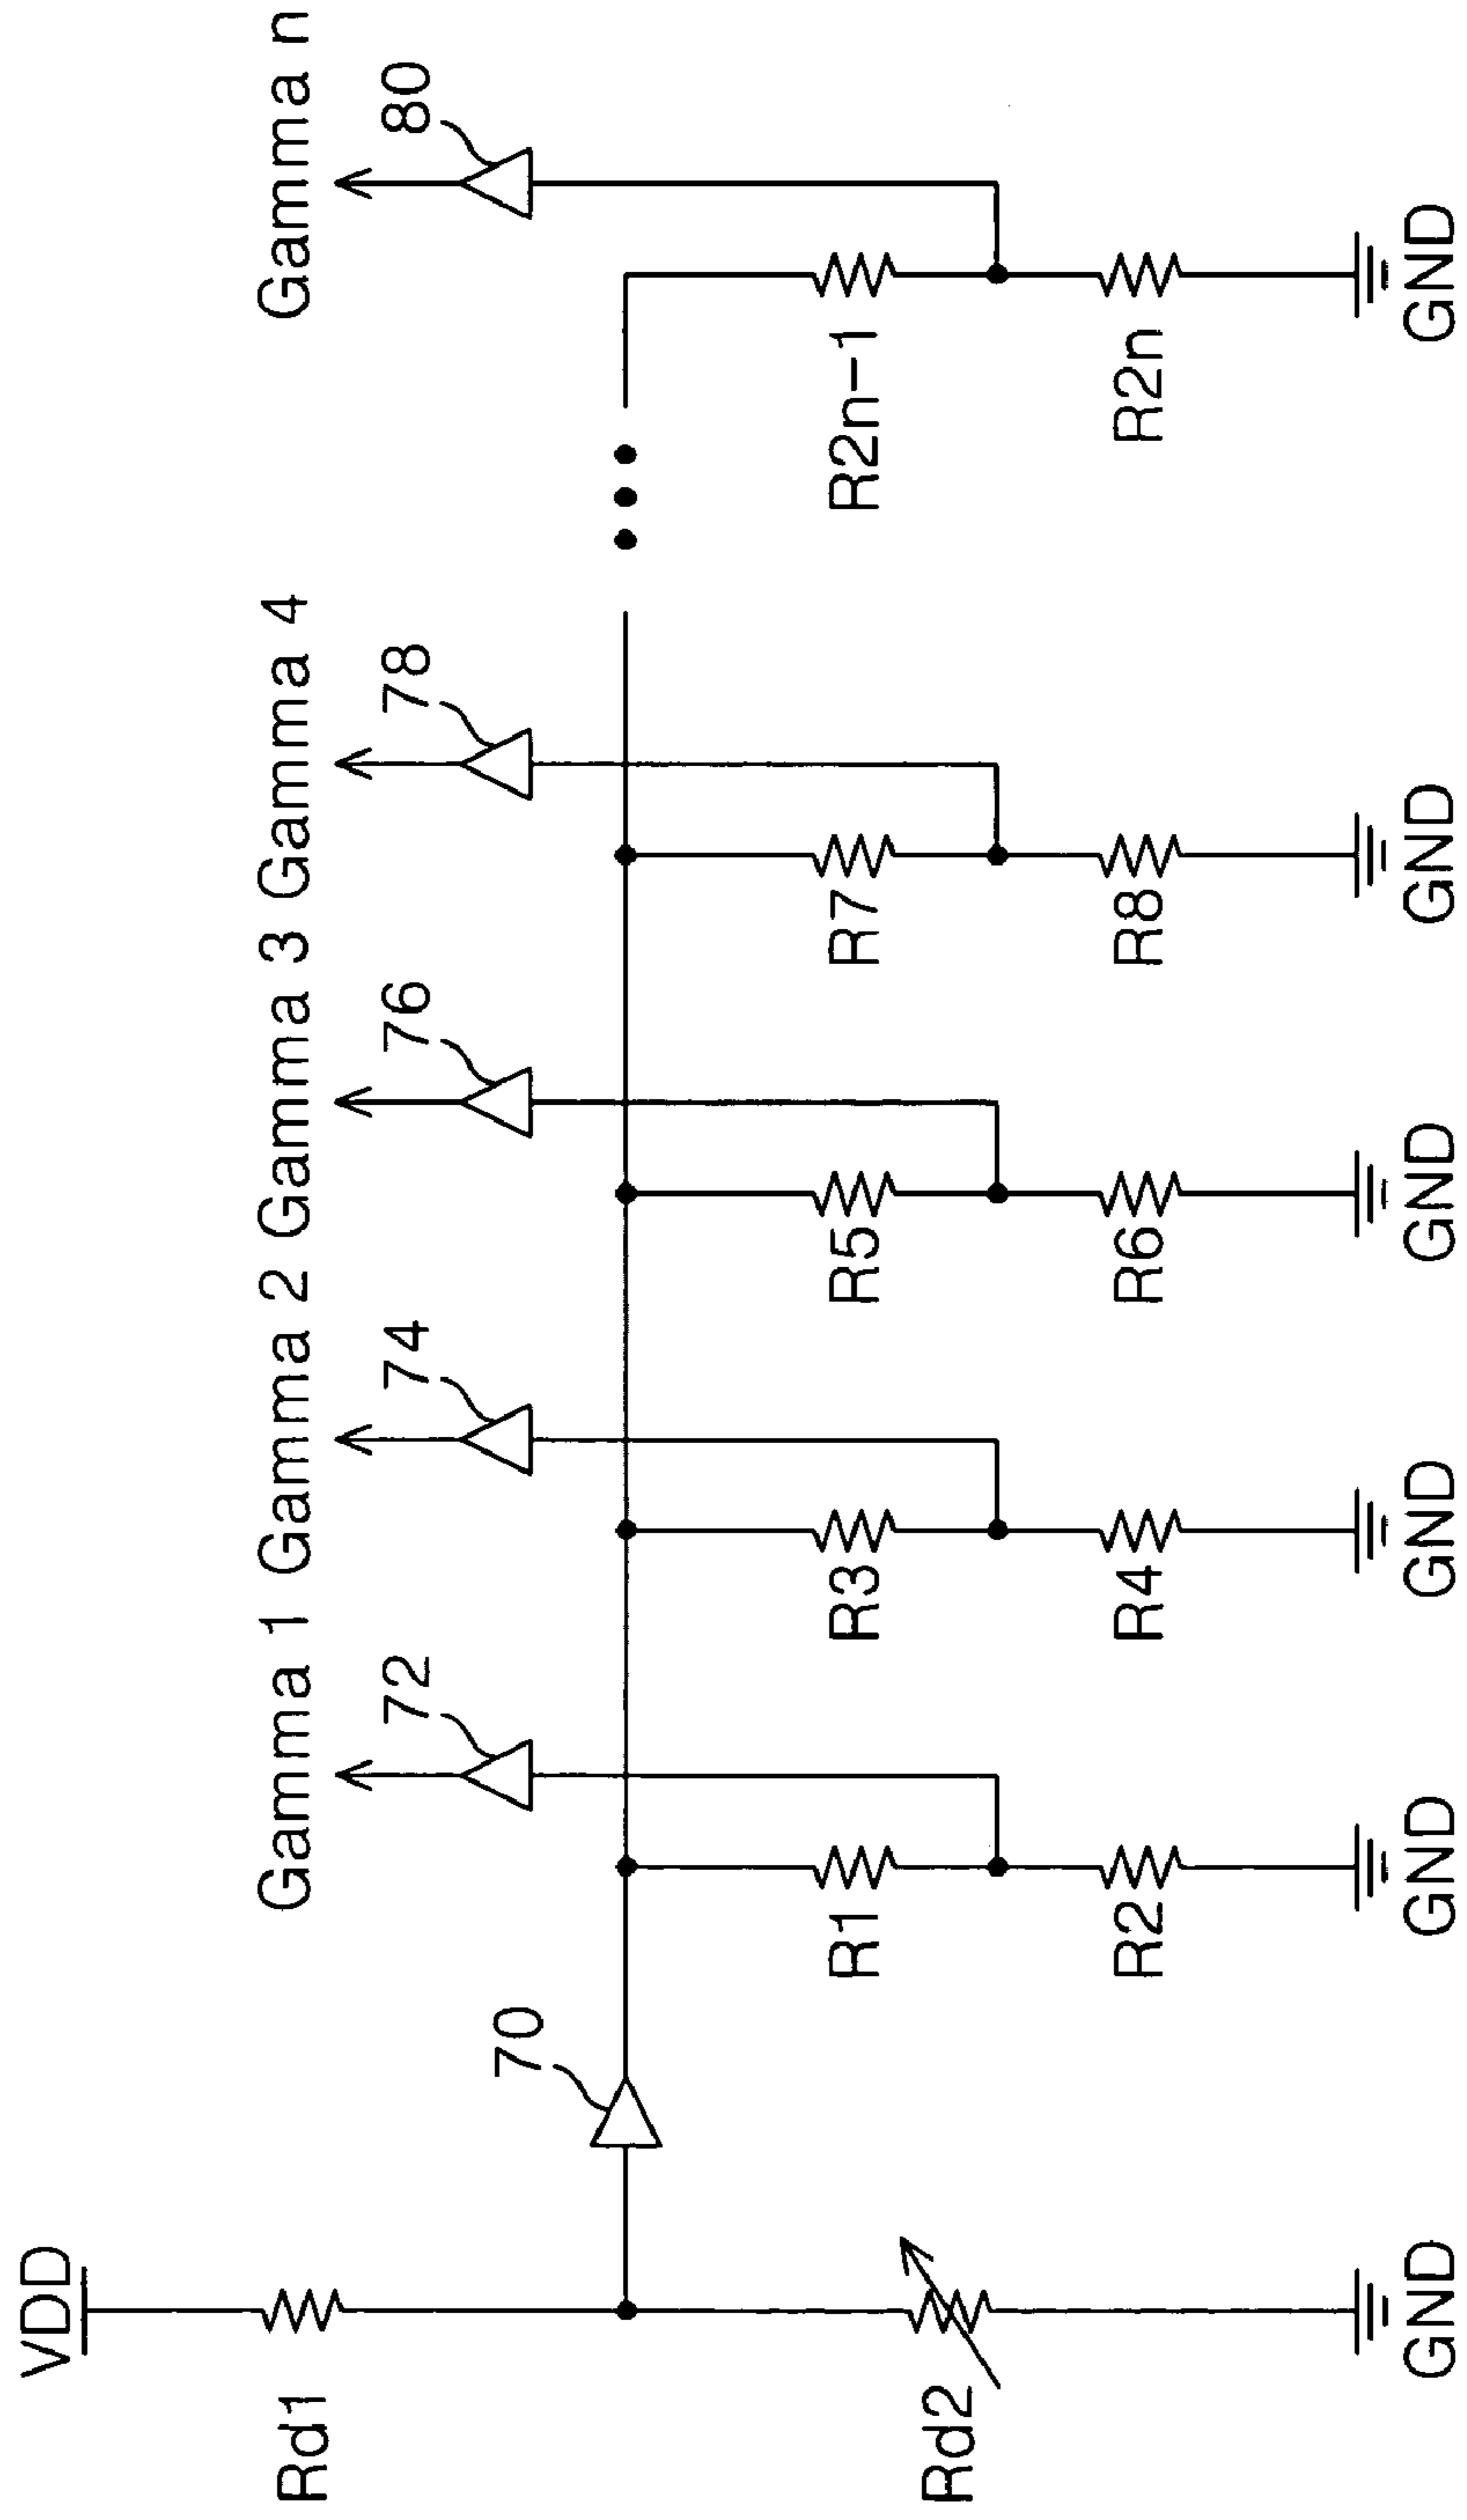 VDD
Rd1
Rd2
GND
70
Gamma 1
72
R1
R2
GND
Gamma 2
74
R3
R4
GND
Gamma 3
76
R5
R6
GND
Gamma 4
78
R7
R8
GND
Gamma n
80
R2n-1
R2n
GND